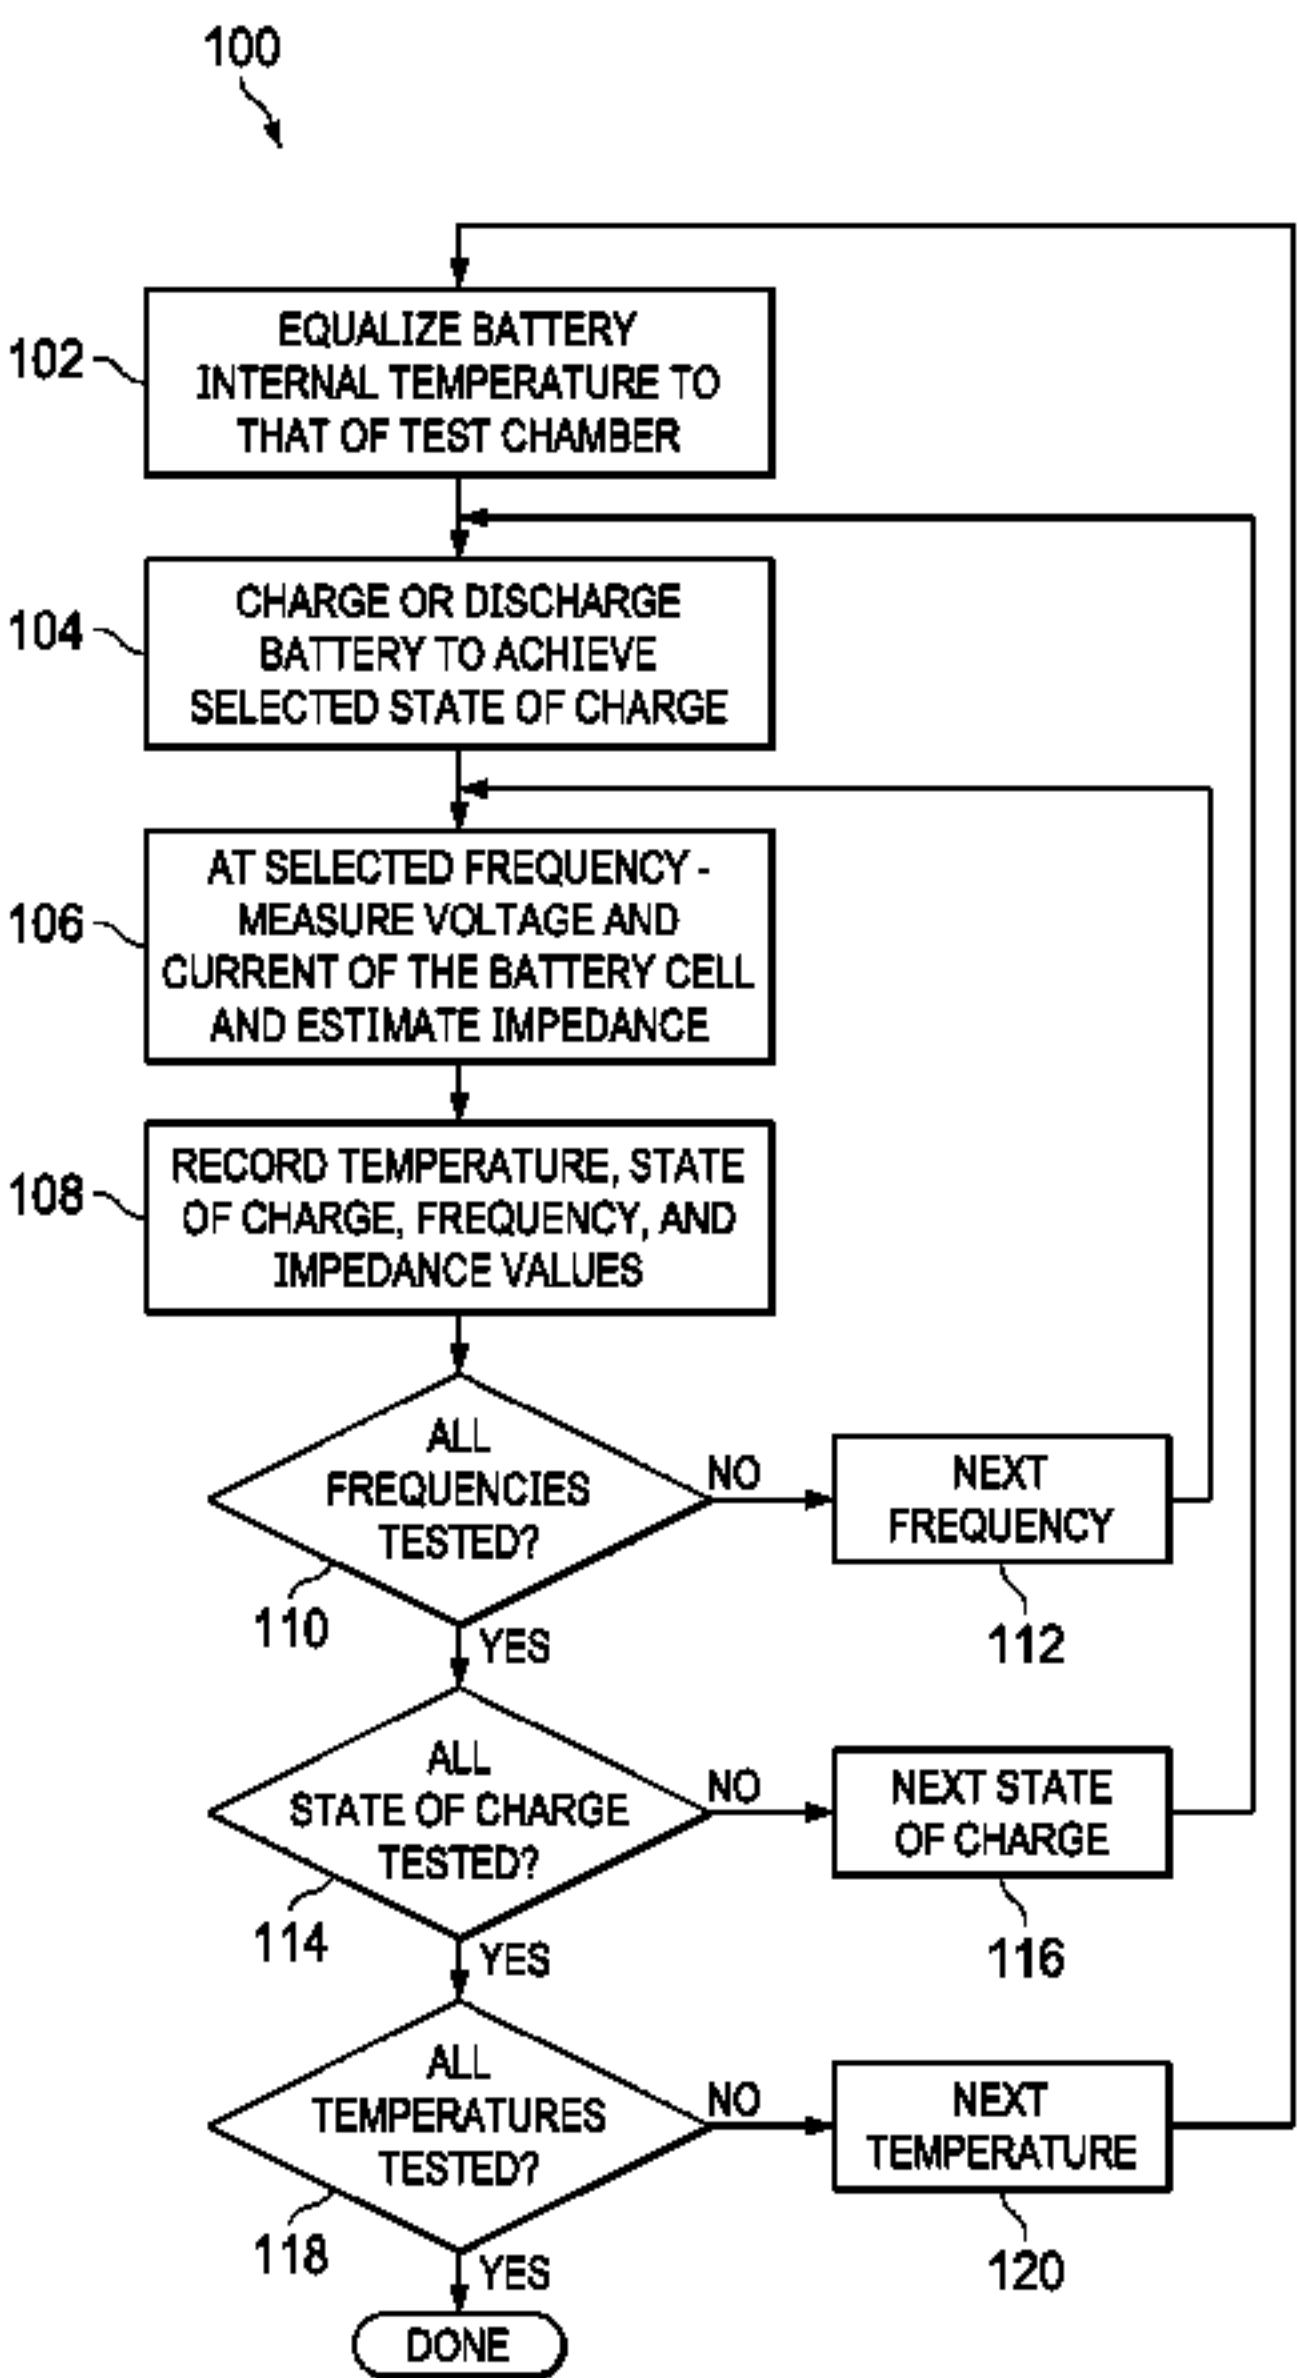 100
102
EQUALIZE BATTERY
INTERNAL TEMPERATURE TO
THAT OF TEST CHAMBER
104
CHARGE OR DISCHARGE
BATTERY TO ACHIEVE
SELECTED STATE OF CHARGE
106
AT SELECTED FREQUENCY -
MEASURE VOLTAGE AND
CURRENT OF THE BATTERY CELL
AND ESTIMATE IMPEDANCE
108
RECORD TEMPERATURE, STATE
OF CHARGE, FREQUENCY, AND
IMPEDANCE VALUES
ALL
FREQUENCIES
TESTED?
110
NO
NEXT
FREQUENCY
112
YES
ALL
STATE OF CHARGE
TESTED?
114
NO
NEXT STATE
OF CHARGE
116
YES
ALL
TEMPERATURES
TESTED?
118
NO
NEXT
TEMPERATURE
120
YES
DONE